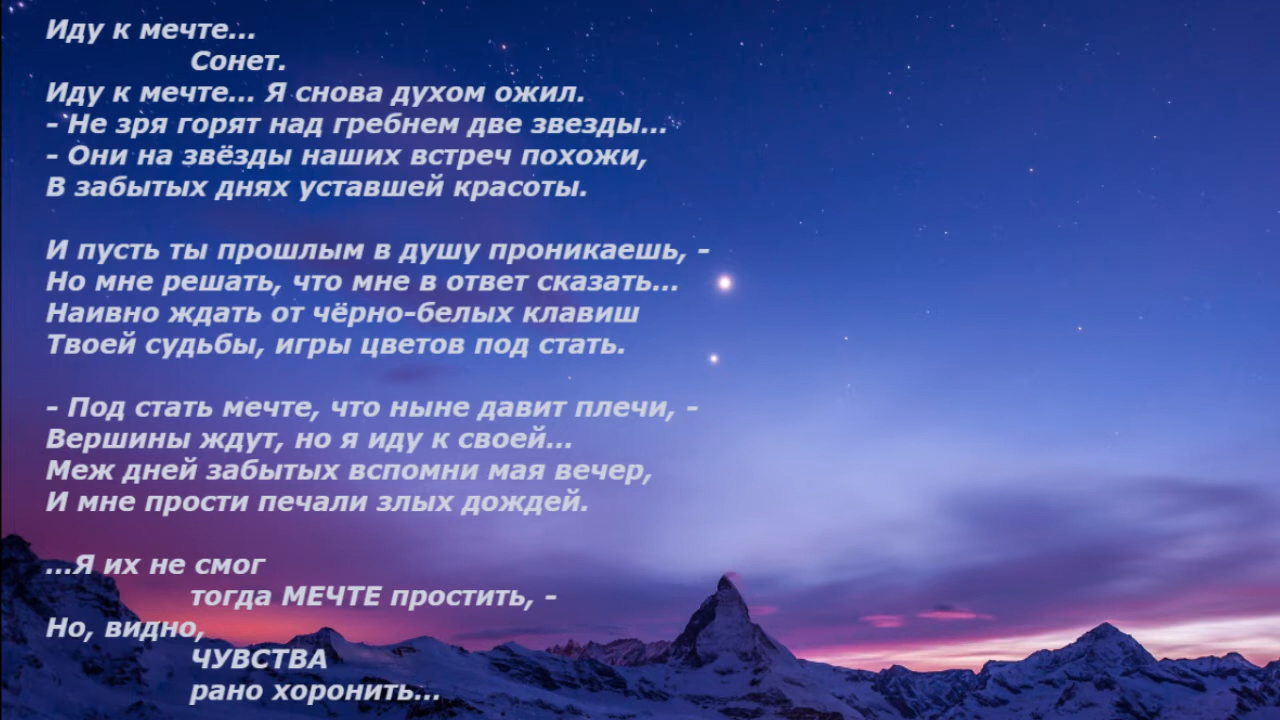 Иду к мечте...
Сонет.
Иду к мечте... Я снова духом ожил.
- Не зря горят над гребнем две звезды...
- Они на звёзды наших встреч похожи,
В забытых днях уставшей красоты.
И пусть ты прошлым в душу проникаешь, -
Но мне решать, что мне в ответ сказать...
Наивно ждать от чёрно-белых клавиш
Твоей судьбы, игры цветов под стать.
- Под стать мечте, что ныне давит плечи, -
Вершины ждут, но я иду к своей...
Меж дней забытых вспомни мая вечер,
И мне прости печали злых дождей.
...Я их не смог
тогда МЕЧТЕ простить, -
Но, видно,
ЧУВСТВА
рано хоронить...